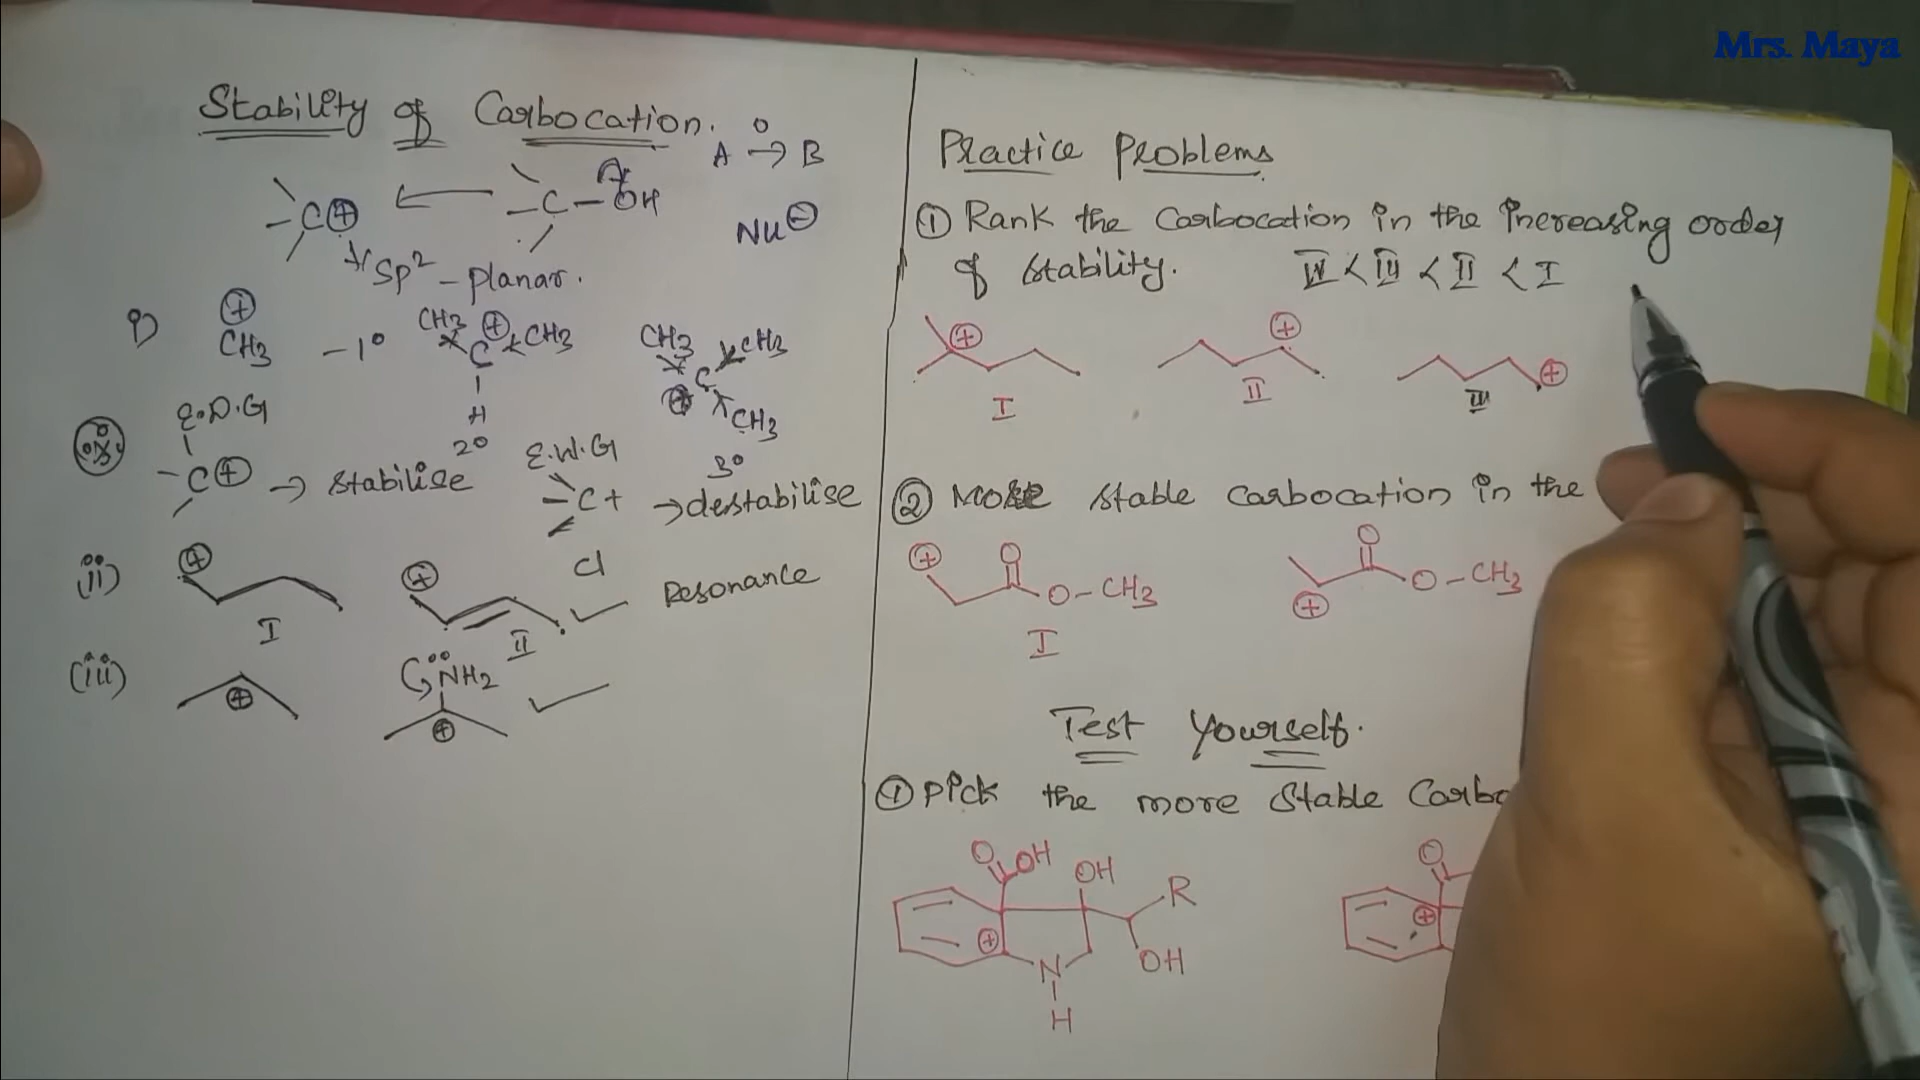 Mrs. Maya
Stability of Carbocation.
A → B
C⊕ ← C-OH
Nu⊖
Sp² - planar.
i) ⊕
CH3 - 1°
CH3 ⊕ CH3
C
H
2°
CH3 CH3
C
⊕ CH3
3°
E.D.G
C⊕ → stabilise
E.W.G
C+ → destabilise
Cl
(ii) ⊕ ⊕ Resonance
I II
(iii) ⊕ NH2
⊕
Practice Problems
① Rank the Carbocation in the increasing order
of stability. IV < III < II < I
⊕ ⊕ ⊕
I II III
② More stable carbocation in the
⊕ O O-CH3
I
O O-CH3
⊕
Test Yourself.
① Pick the more stable Carbo
O OH OH R
⊕ N OH
H
O
⊕